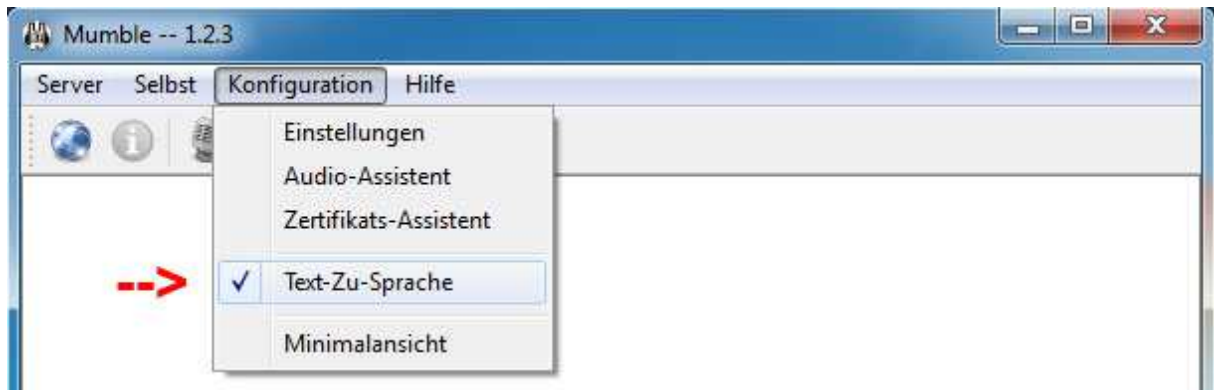 Mumble -- 1.2.3
Server Selbst Konfiguration Hilfe
Einstellungen
Audio-Assistent
Zertifikats-Assistent
--> ✓ Text-Zu-Sprache
Minimalansicht